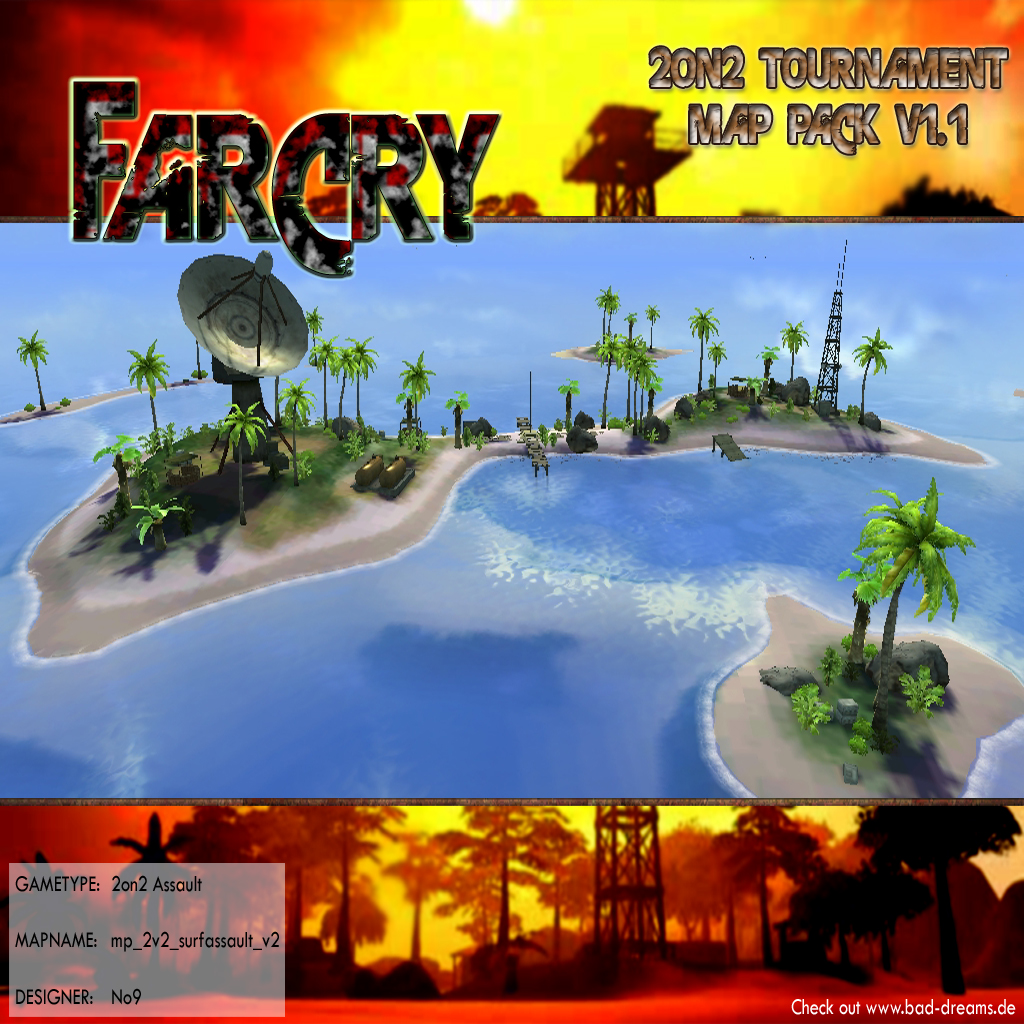 FARCRY
2ON2 TOURNAMENT
MAP PACK V1.1
GAMETYPE: 2on2 Assault
MAPNAME: mp_2v2_surfassault_v2
DESIGNER: No9
Check out www.bad-dreams.de